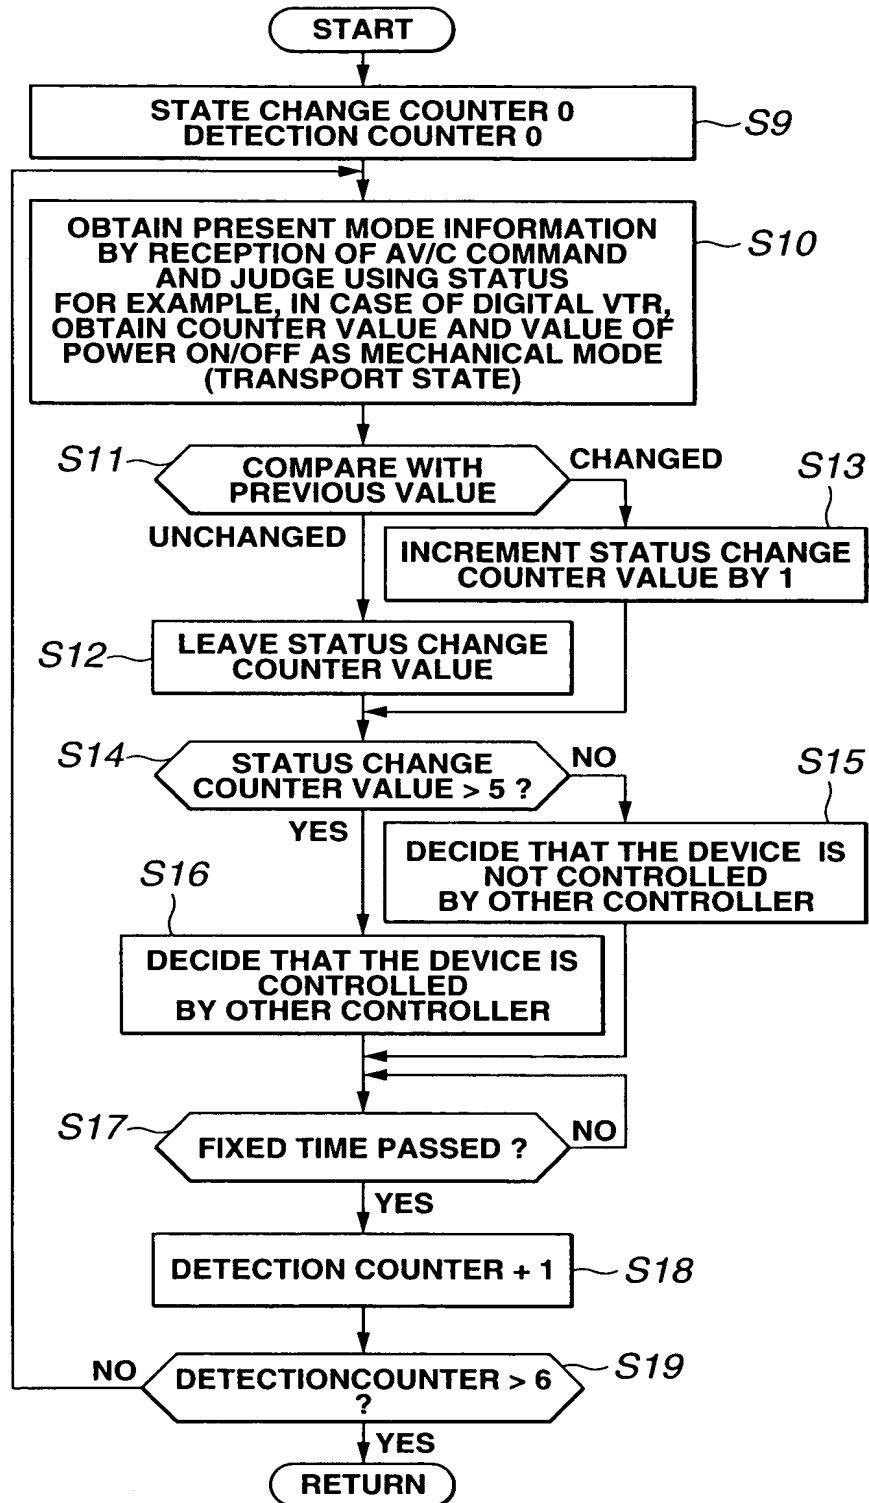 START
STATE CHANGE COUNTER 0
DETECTION COUNTER 0
S9
OBTAIN PRESENT MODE INFORMATION
BY RECEPTION OF AV/C COMMAND
AND JUDGE USING STATUS
FOR EXAMPLE, IN CASE OF DIGITAL VTR,
OBTAIN COUNTER VALUE AND VALUE OF
POWER ON/OFF AS MECHANICAL MODE
(TRANSPORT STATE)
S10
S11
COMPARE WITH
PREVIOUS VALUE
CHANGED
S13
UNCHANGED
INCREMENT STATUS CHANGE
COUNTER VALUE BY 1
S12
LEAVE STATUS CHANGE
COUNTER VALUE
S14
STATUS CHANGE
COUNTER VALUE > 5 ?
NO
S15
YES
DECIDE THAT THE DEVICE IS
NOT CONTROLLED
BY OTHER CONTROLLER
S16
DECIDE THAT THE DEVICE IS
CONTROLLED
BY OTHER CONTROLLER
S17
FIXED TIME PASSED ?
NO
YES
DETECTION COUNTER + 1
S18
NO
DETECTIONCOUNTER > 6
?
S19
YES
RETURN